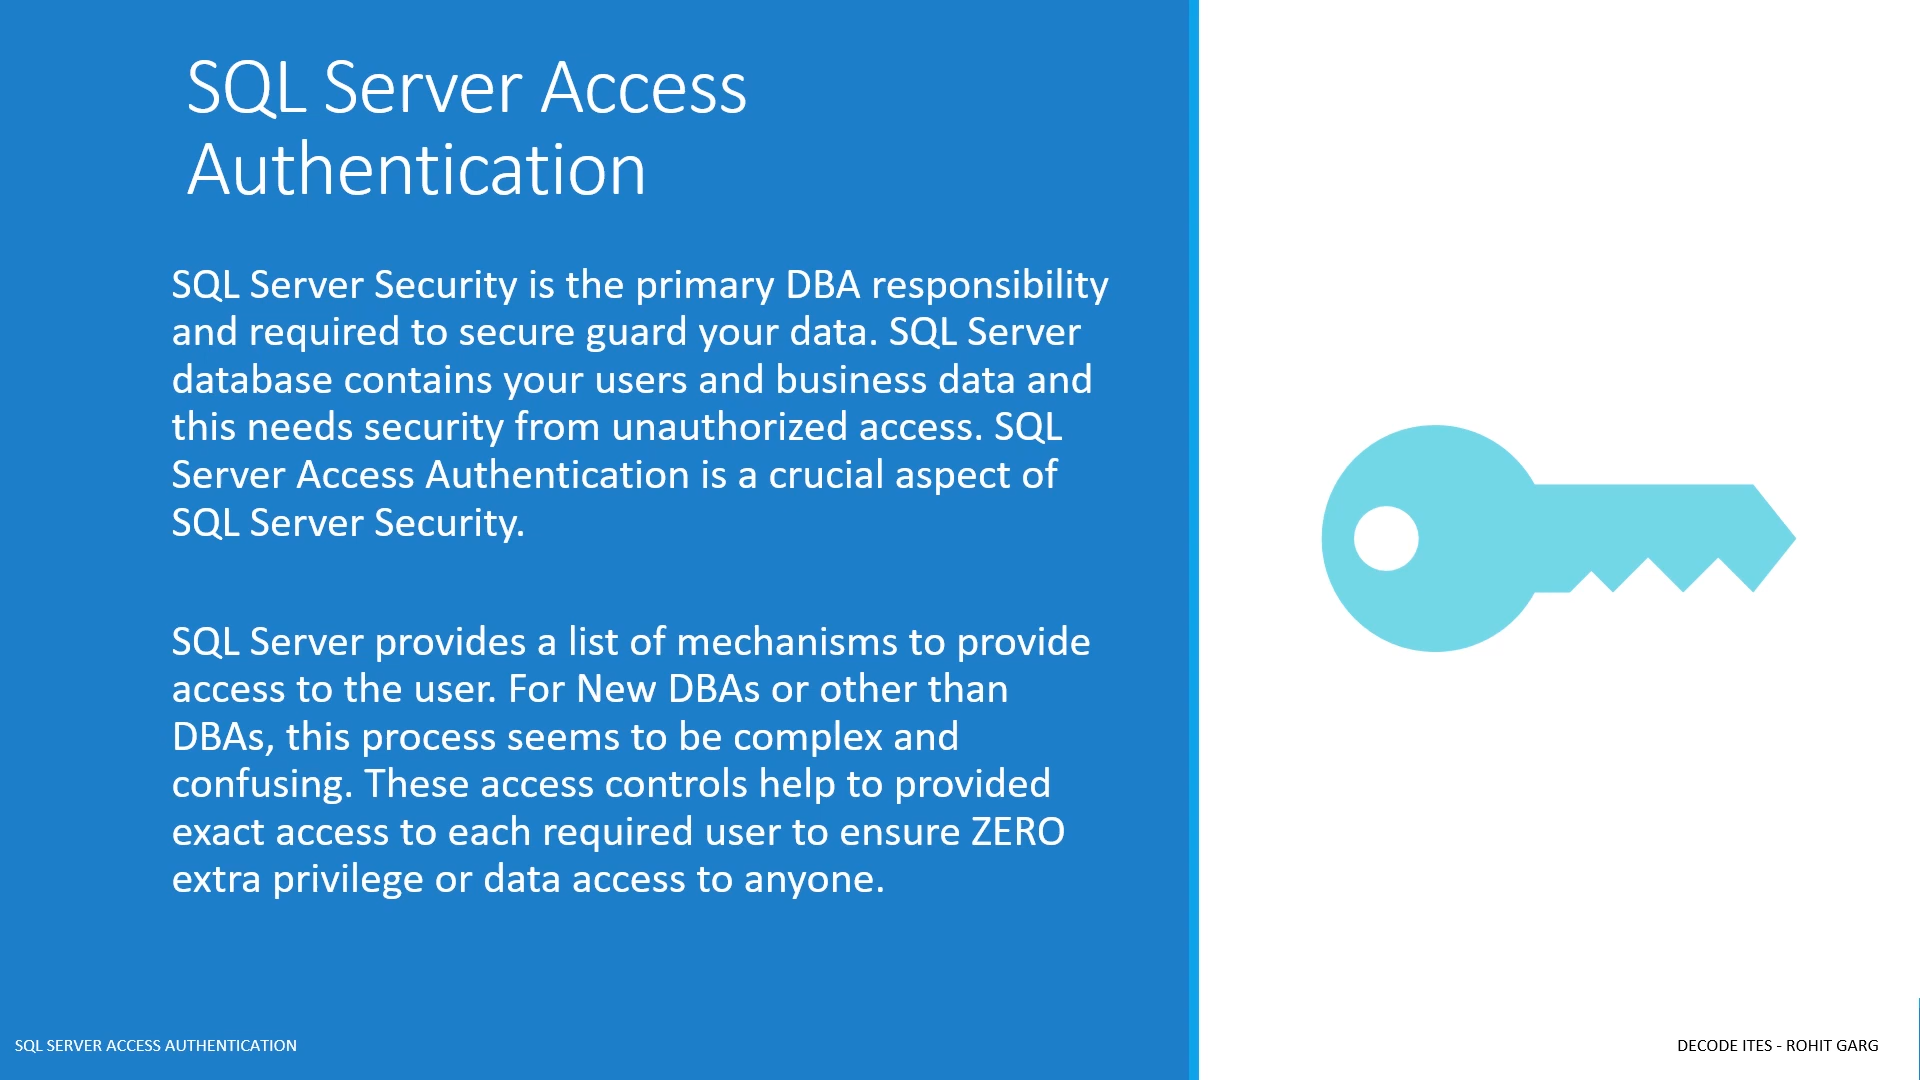 SQL Server Access
Authentication
SQL Server Security is the primary DBA responsibility
and required to secure guard your data. SQL Server
database contains your users and business data and
this needs security from unauthorized access. SQL
Server Access Authentication is a crucial aspect of
SQL Server Security.
SQL Server provides a list of mechanisms to provide
access to the user. For New DBAs or other than
DBAs, this process seems to be complex and
confusing. These access controls help to provided
exact access to each required user to ensure ZERO
extra privilege or data access to anyone.
SQL SERVER ACCESS AUTHENTICATION
DECODE ITES - ROHIT GARG